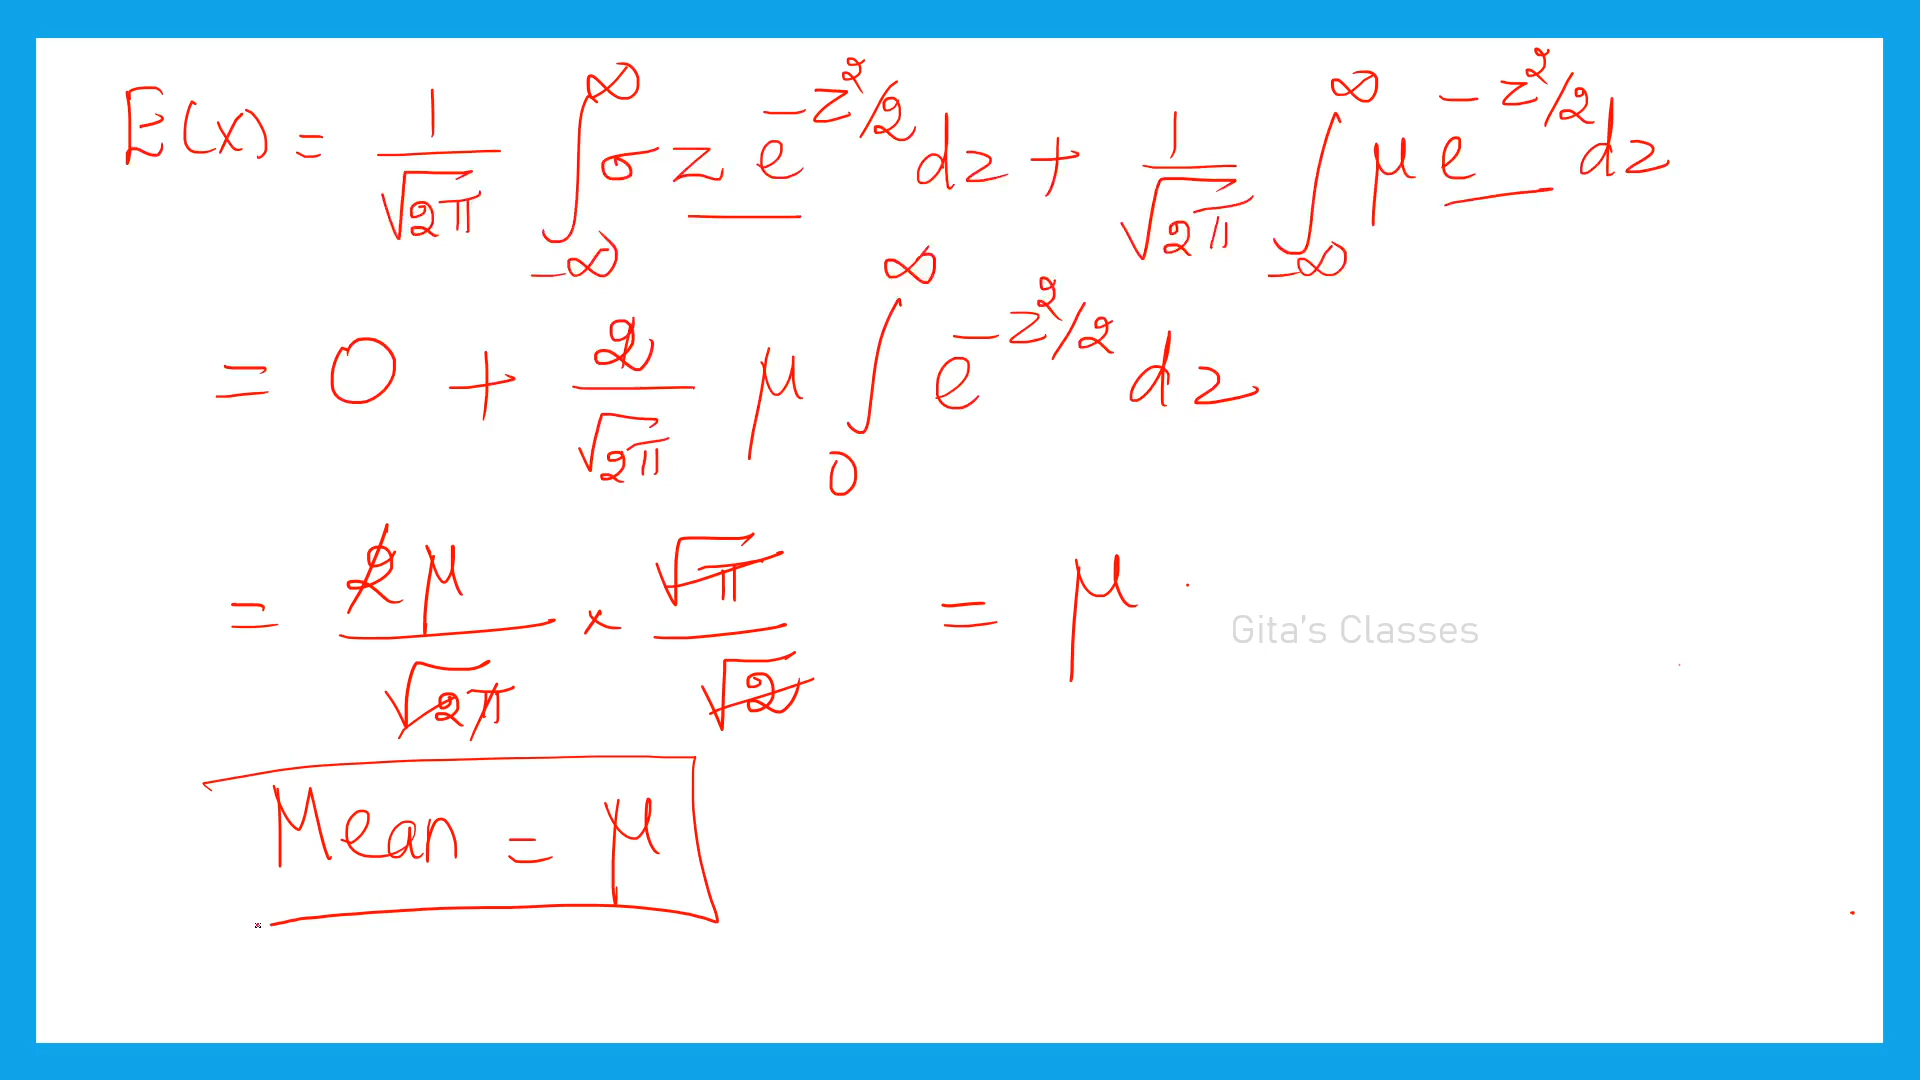 E(x) = 1/√2π ∫_{-∞}^{∞} σ z e^{-z²/2} dz + 1/√2π ∫_{-∞}^{∞} μ e^{-z²/2} dz
= 0 + 2/√2π μ ∫_{0}^{∞} e^{-z²/2} dz
= 2μ/√2π × √π/√2 = μ
Gita's Classes
Mean = μ